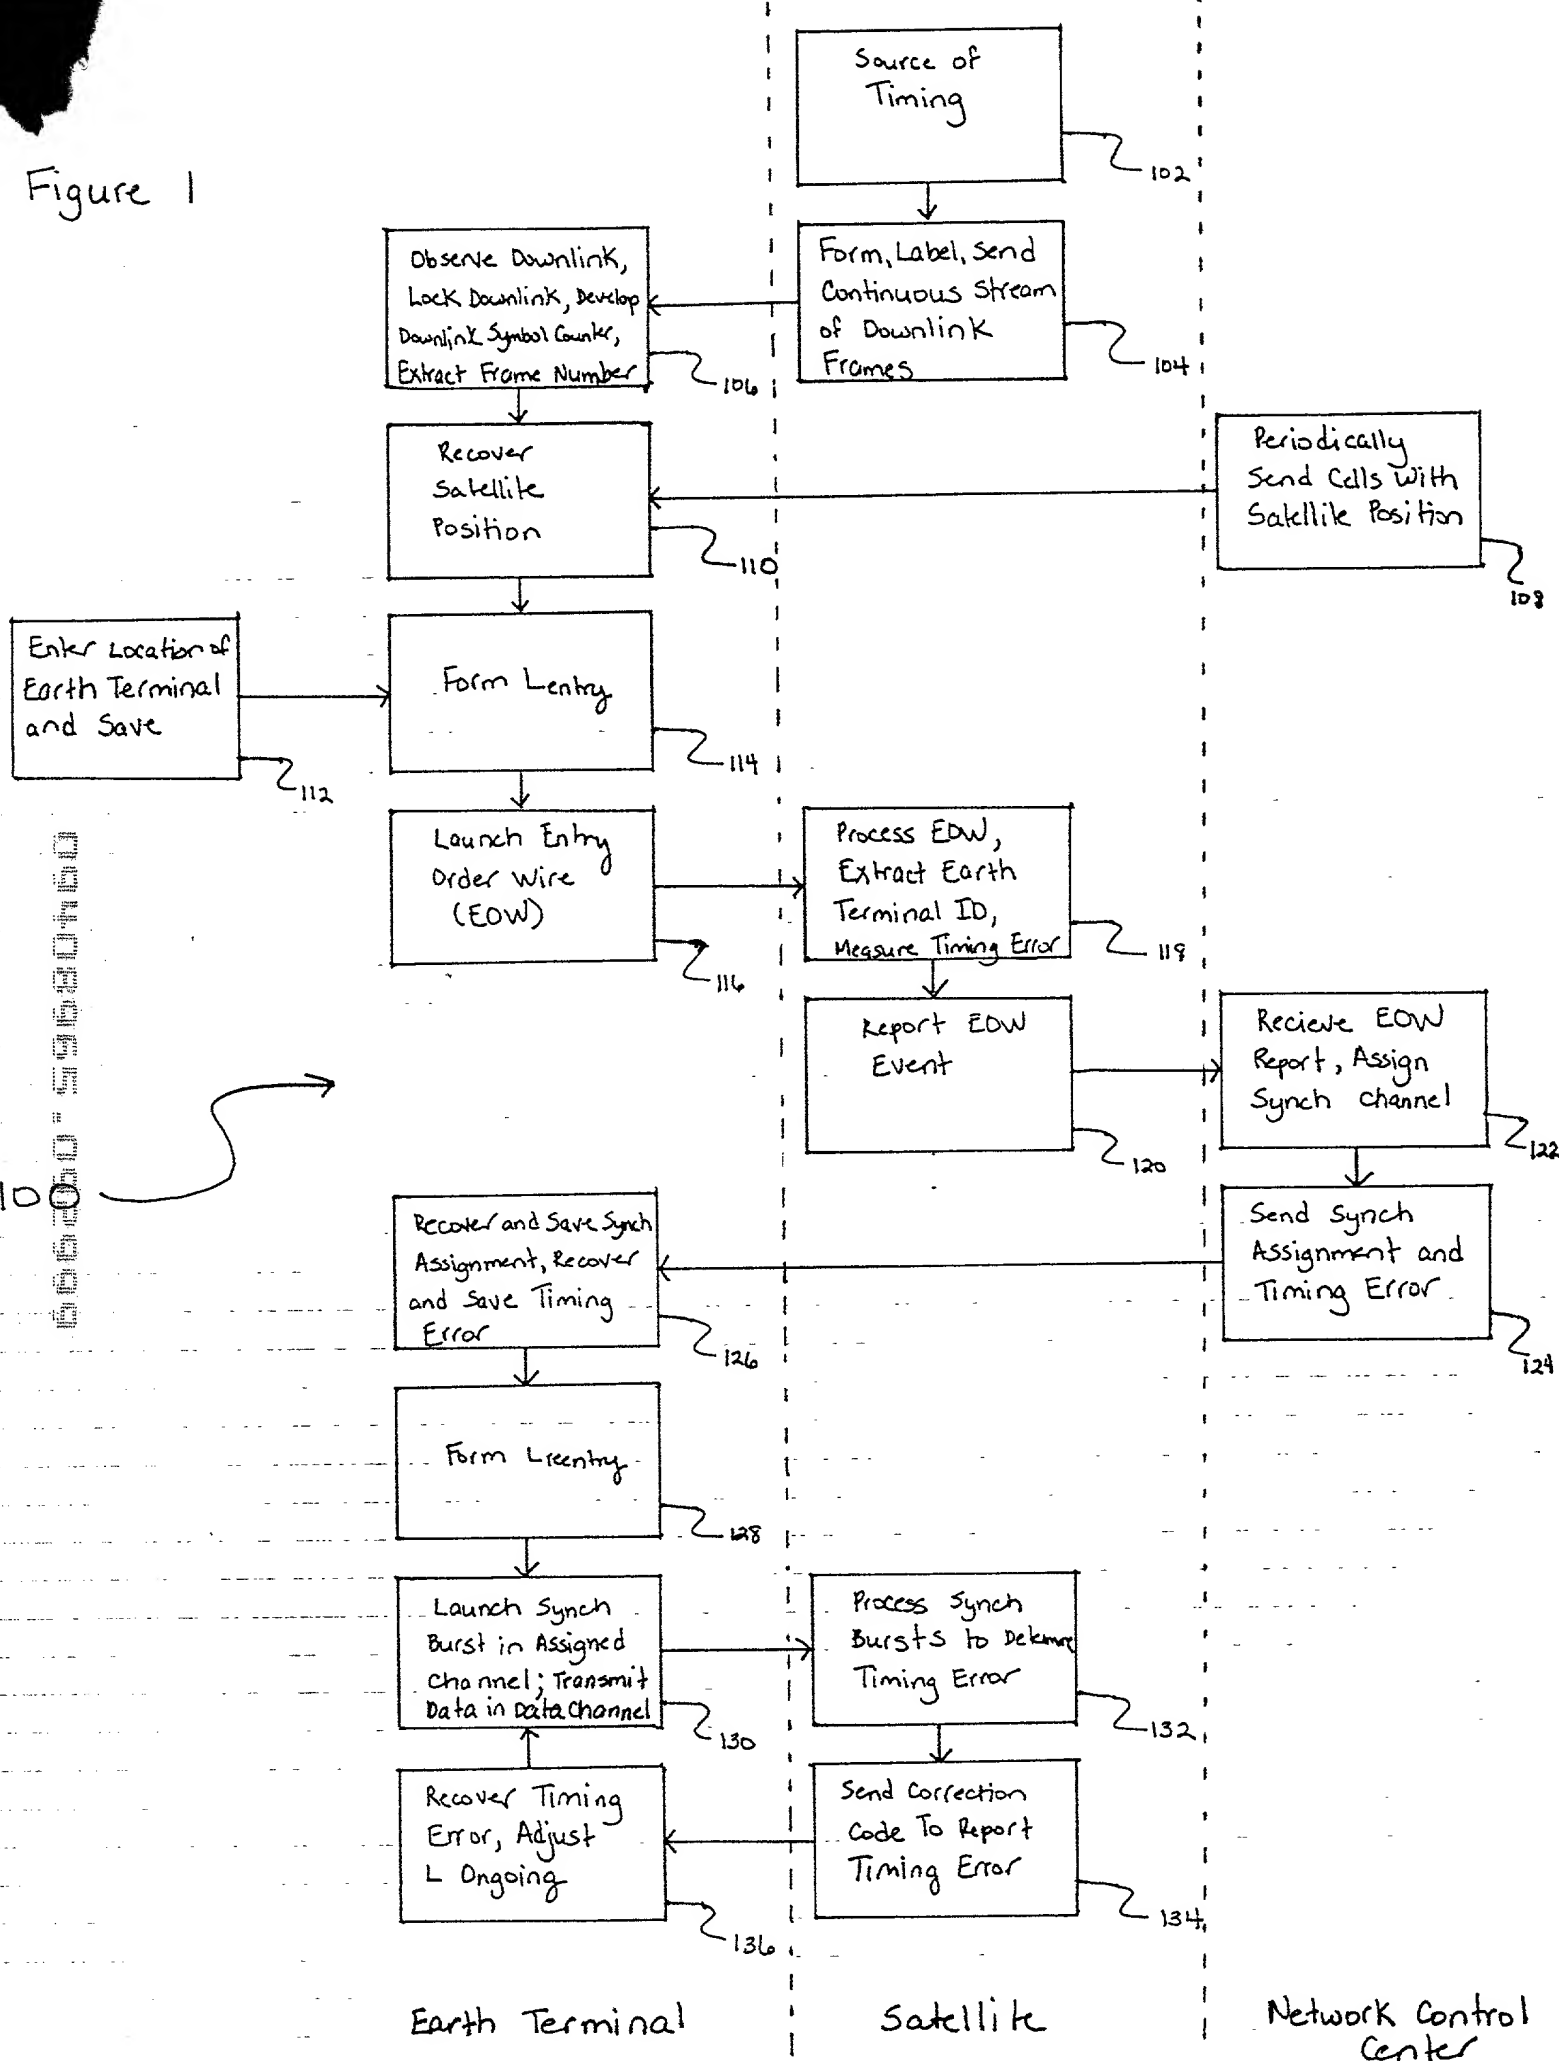 Figure 1
Source of
Timing
102
Observe Downlink,
Lock Downlink, Develop
Downlink Symbol Counter,
Extract Frame Number
106
Form, Label, Send
Continuous Stream
of Downlink
Frames
104
Recover
Satellite
Position
110
Periodically
Send Cells With
Satellite Position
108
Enter Location of
Earth Terminal
and Save
112
Form Lentry
114
Launch Entry
Order Wire
(EOW)
116
Process EOW,
Extract Earth
Terminal ID,
Measure Timing Error
118
Report EOW
Event
120
Recieve EOW
Report, Assign
Synch Channel
122
100
Recover and Save Synch
Assignment, Recover
and Save Timing
Error
126
Send Synch
Assignment and
Timing Error
124
Form Lreentry
128
Launch Synch
Burst in Assigned
Channel; Transmit
Data in Data Channel
130
Process Synch
Bursts to Determine
Timing Error
132
Recover Timing
Error, Adjust
L Ongoing
136
Send Correction
Code To Report
Timing Error
134
Earth Terminal
Satellite
Network Control
Center